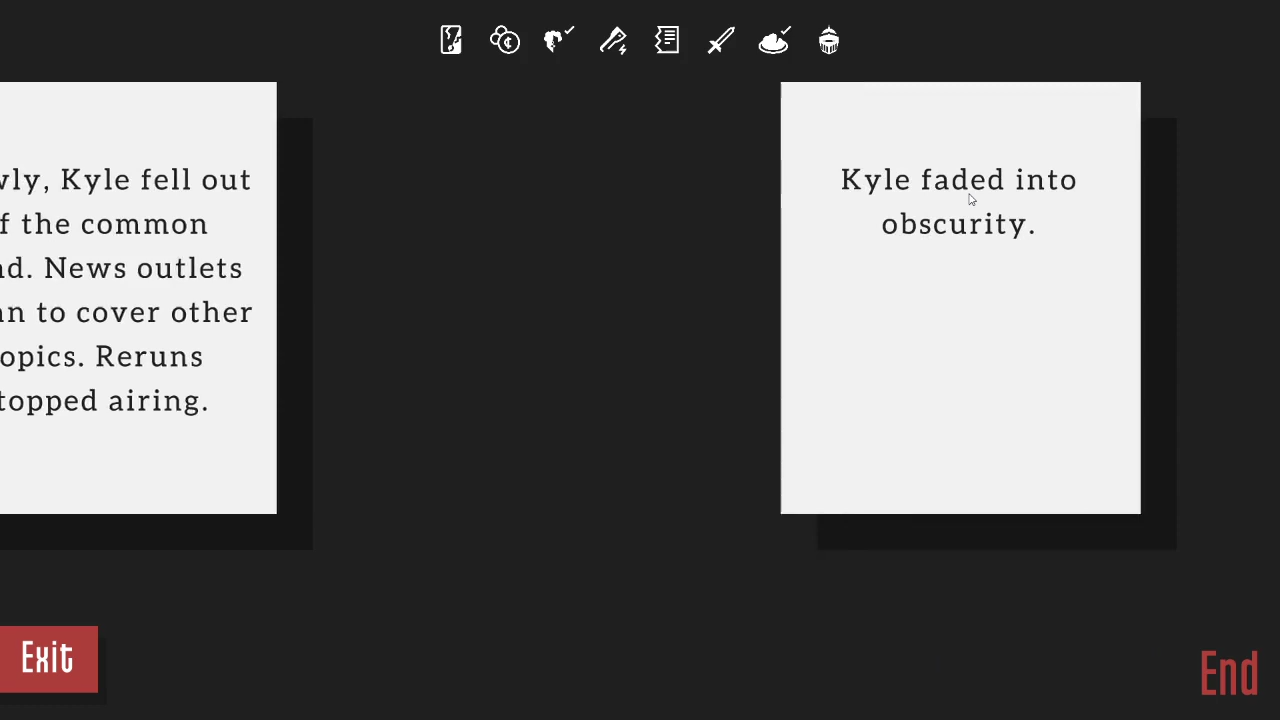 Kyle fell out
the common
News outlets
to cover other
Reruns
airing.
Kyle faded into
obscurity.
Exit
End